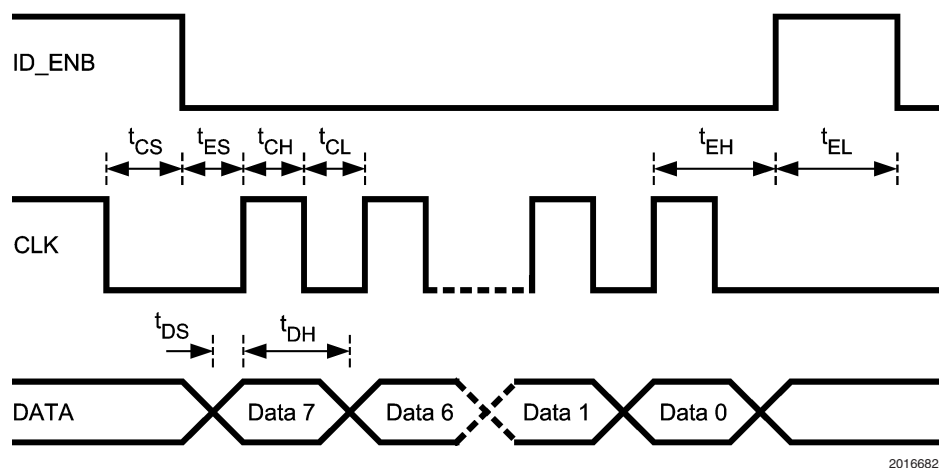 ID_ENB
tCS tES tCH tCL tEH tEL
CLK
tDS tDH
DATA Data 7 Data 6 Data 1 Data 0
2016682